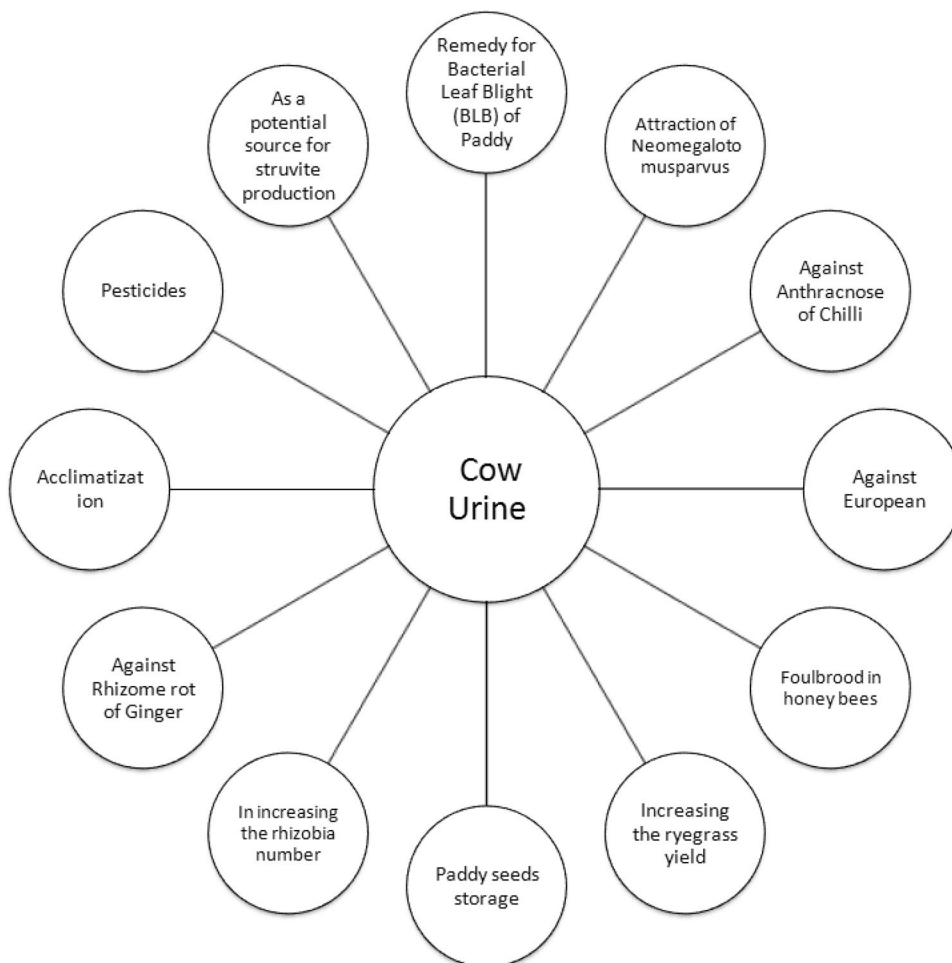 Remedy for
Bacterial
Leaf Blight
(BLB) of
Paddy
Attraction of
Neomegaloto
musparvus
Against
Anthracnose
of Chilli
Against
European
Foulbrood in
honey bees
Increasing
the ryegrass
yield
Paddy seeds
storage
In increasing
the rhizobia
number
Against
Rhizome rot
of Ginger
Acclimatizat
ion
Pesticides
As a
potential
source for
struvite
production
Cow
Urine